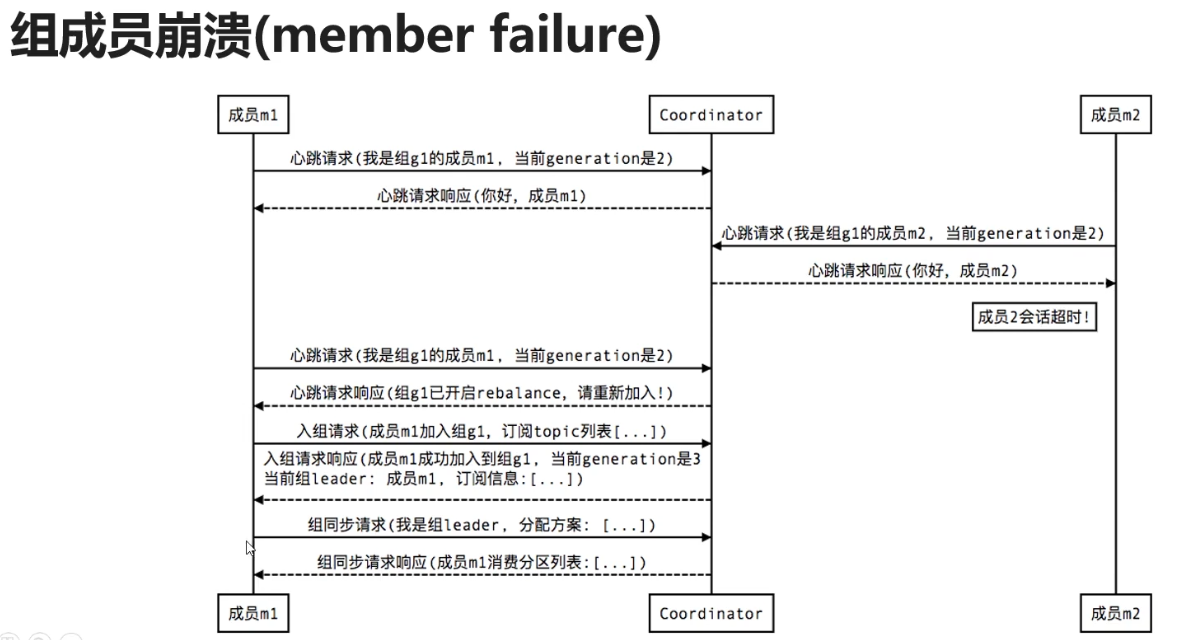 组成员崩溃(member failure)
成员m1
Coordinator
成员m2
心跳请求(我是组g1的成员m1, 当前generation是2)
心跳请求响应(你好, 成员m1)
心跳请求(我是组g1的成员m2, 当前generation是2)
心跳请求响应(你好, 成员m2)
成员2会话超时!
心跳请求(我是组g1的成员m1, 当前generation是2)
心跳请求响应(组g1已开启rebalance, 请重新加入!)
入组请求(成员m1加入组g1, 订阅topic列表[...])
入组请求响应(成员m1成功加入到组g1, 当前generation是3
当前组leader: 成员m1, 订阅信息:[...])
组同步请求(我是组leader, 分配方案: [...])
组同步请求响应(成员m1消费分区列表:[...])
成员m1
Coordinator
成员m2